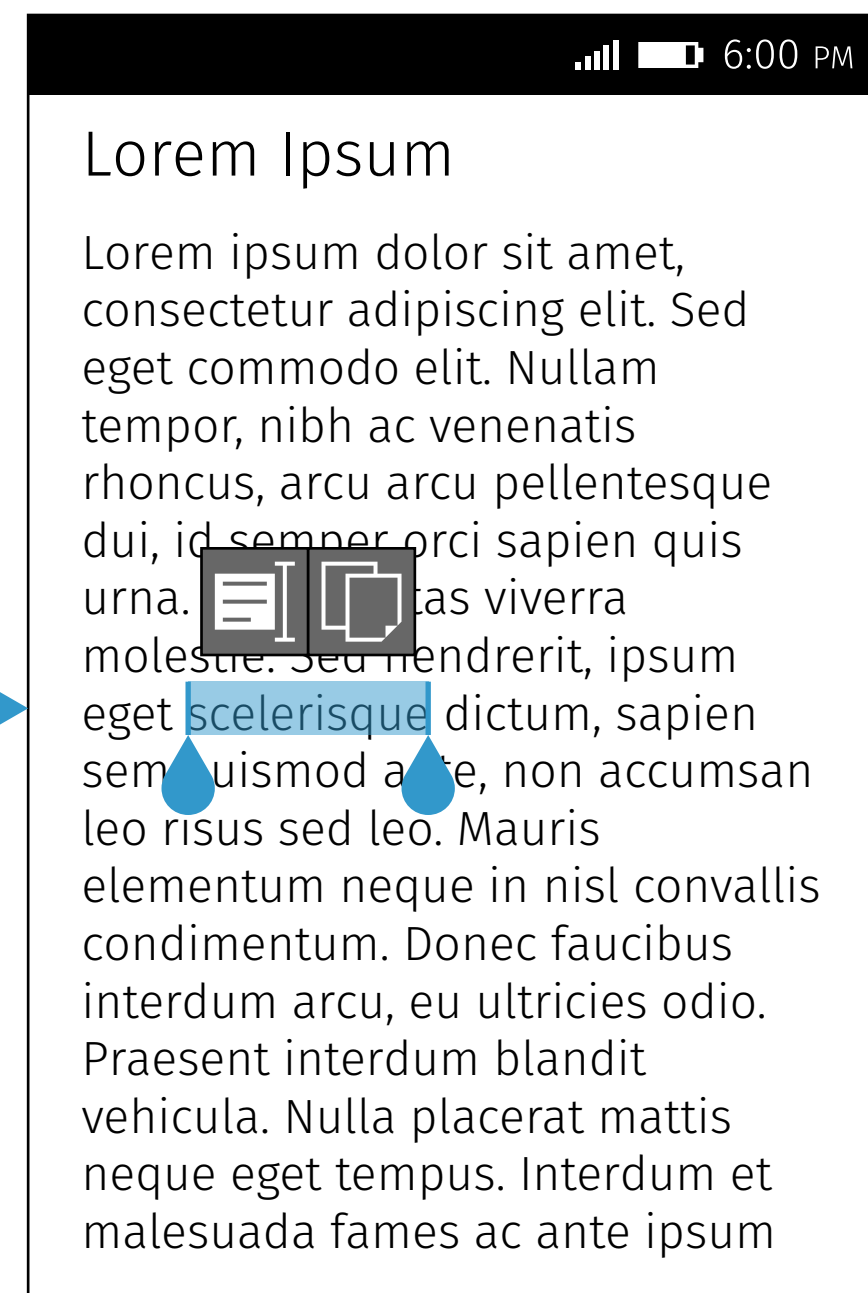 6:00 PM
Lorem Ipsum
Lorem ipsum dolor sit amet,
consectetur adipiscing elit. Sed
eget commodo elit. Nullam
tempor, nibh ac venenatis
rhoncus, arcu arcu pellentesque
dui, id semper orci sapien quis
urna. tas viverra
molestie. Sed hendrerit, ipsum
eget scelerisque dictum, sapien
sem uismod a te, non accumsan
leo risus sed leo. Mauris
elementum neque in nisl convallis
condimentum. Donec faucibus
interdum arcu, eu ultricies odio.
Praesent interdum blandit
vehicula. Nulla placerat mattis
neque eget tempus. Interdum et
malesuada fames ac ante ipsum